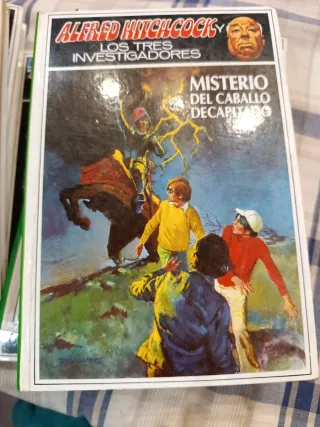 ALFRED HITCHCOCK Y
LOS TRES
INVESTIGADORES
MISTERIO
DEL CABALLO
DECAPITADO